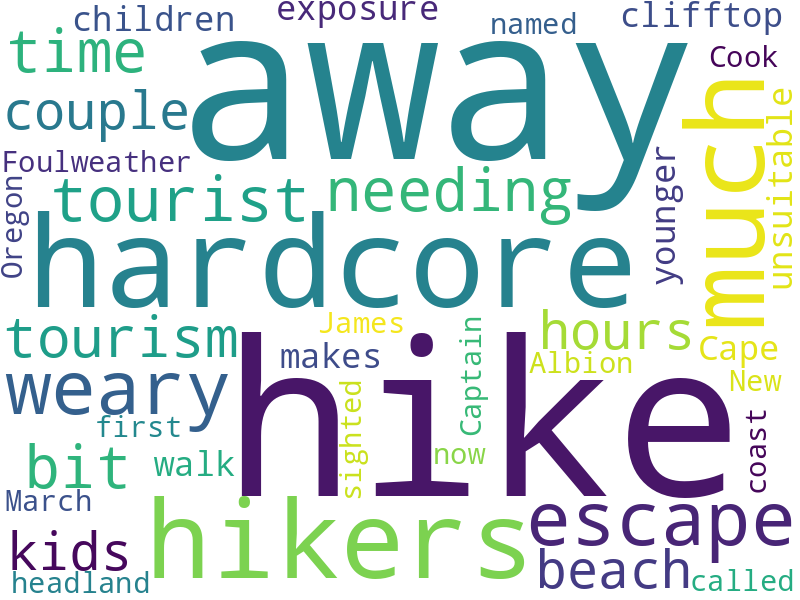 children
exposure
named
clifftop
time
away
Cook
couple
much
unsuitable
Foulweather
tourist
needing
younger
Oregon
hardcore
tourism
James
hours
makes
hike
Captain
Albion
Cape
New
weary
first
sighted
now
coast
bit
walk
March
hikers
escape
kids
beach
headland
called